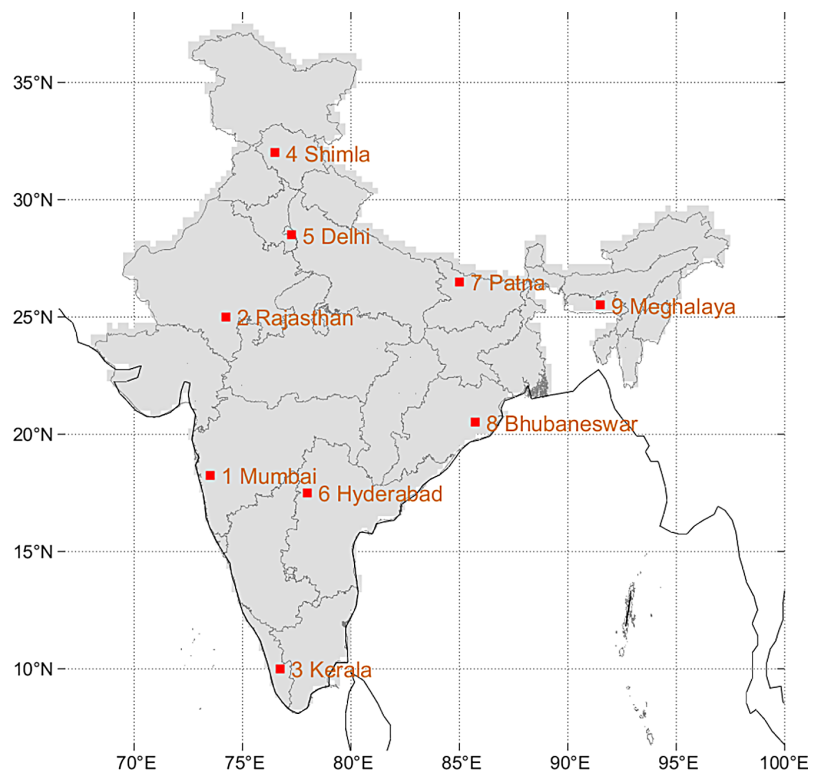 35°N
4 Shimla
30°N
5 Delhi
7 Patna
9 Meghalaya
25°N
2 Rajasthan
20°N
8 Bhubaneswar
1 Mumbai
6 Hyderabad
15°N
10°N
3 Kerala
70°E 75°E 80°E 85°E 90°E 95°E 100°E